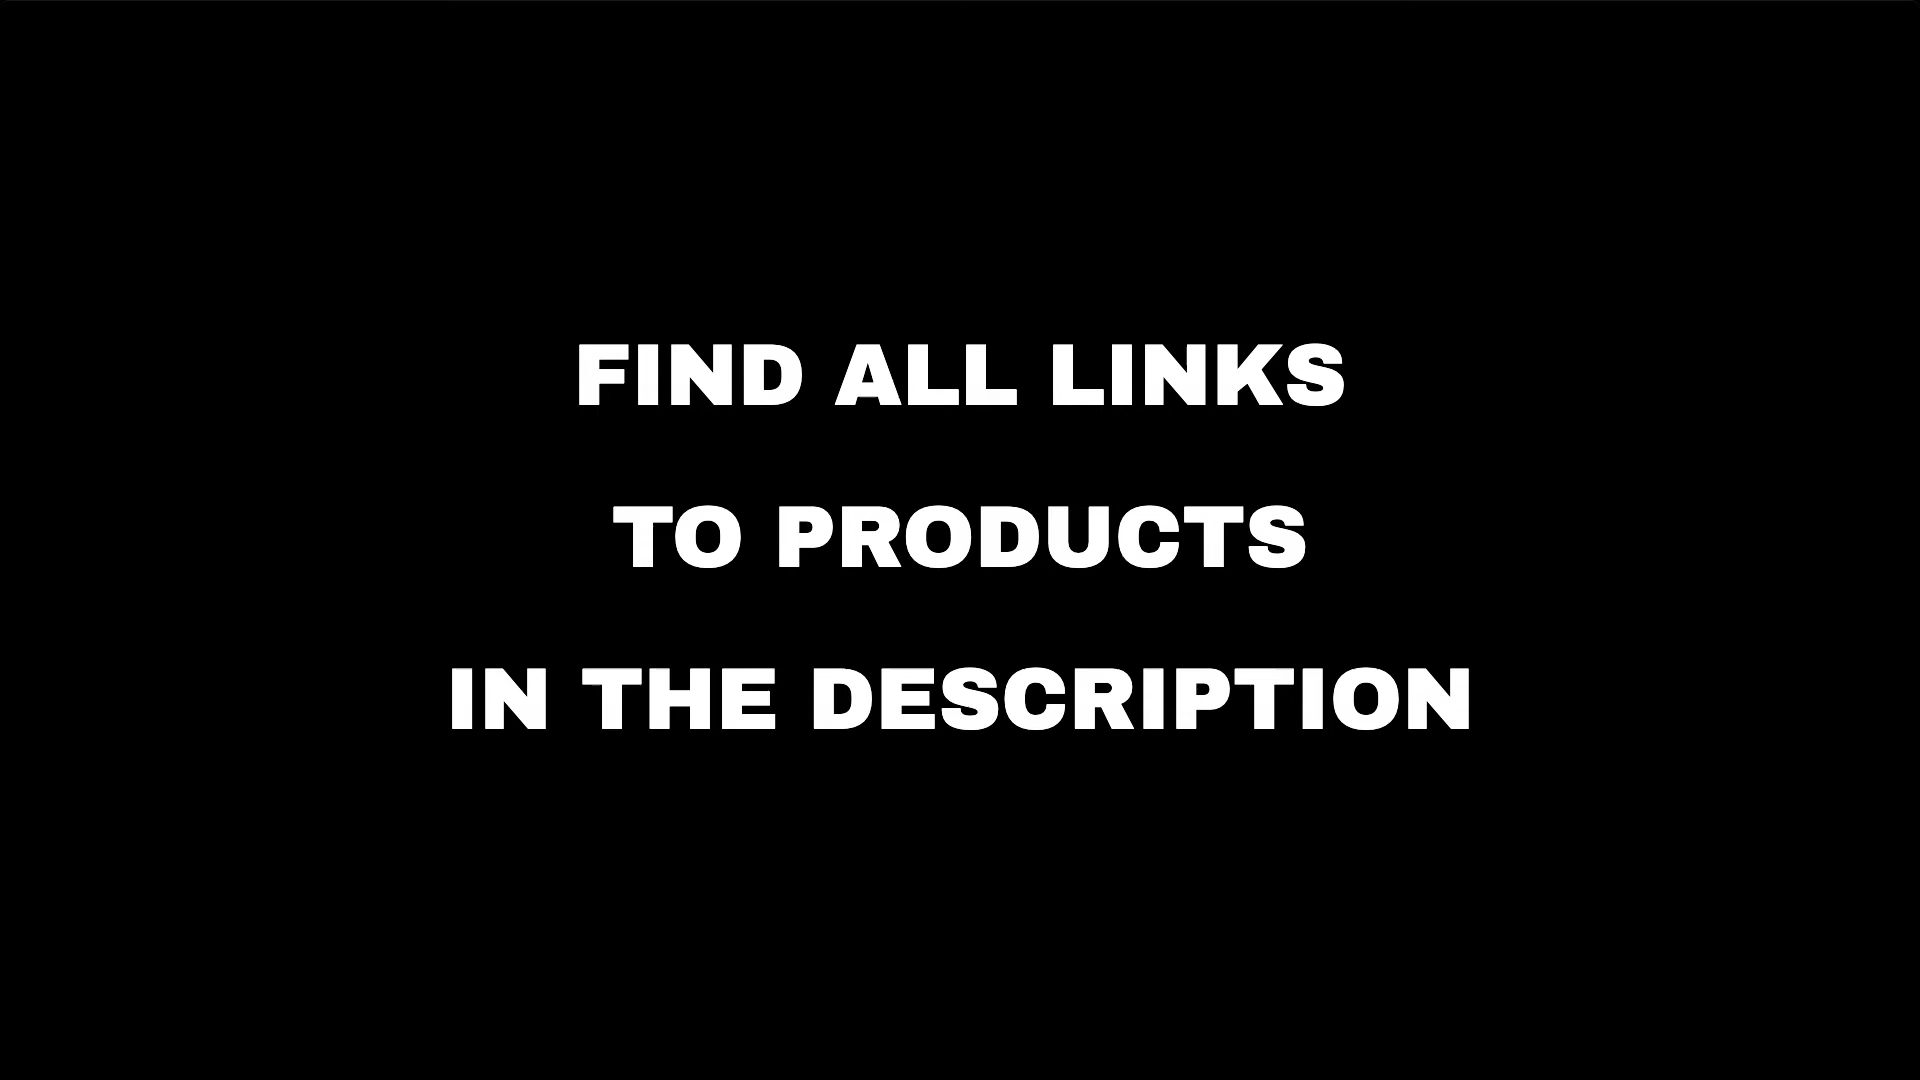 FIND ALL LINKS
TO PRODUCTS
IN THE DESCRIPTION